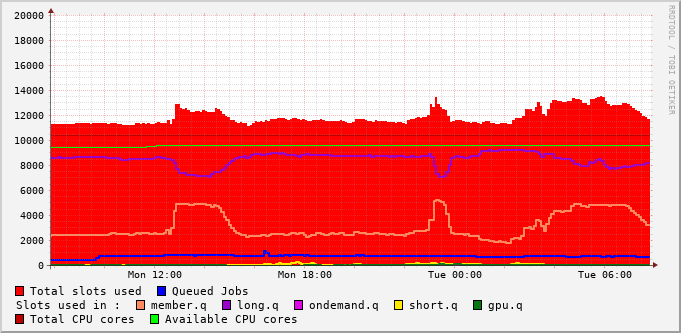 20000
18000
16000
14000
12000
10000
8000
6000
4000
2000
0
Mon 12:00 Mon 18:00 Tue 00:00 Tue 06:00
RRDTOOL / TOBI OETIKER
Total slots used Queued Jobs
Slots used in : member.q long.q ondemand.q short.q gpu.q
Total CPU cores Available CPU cores